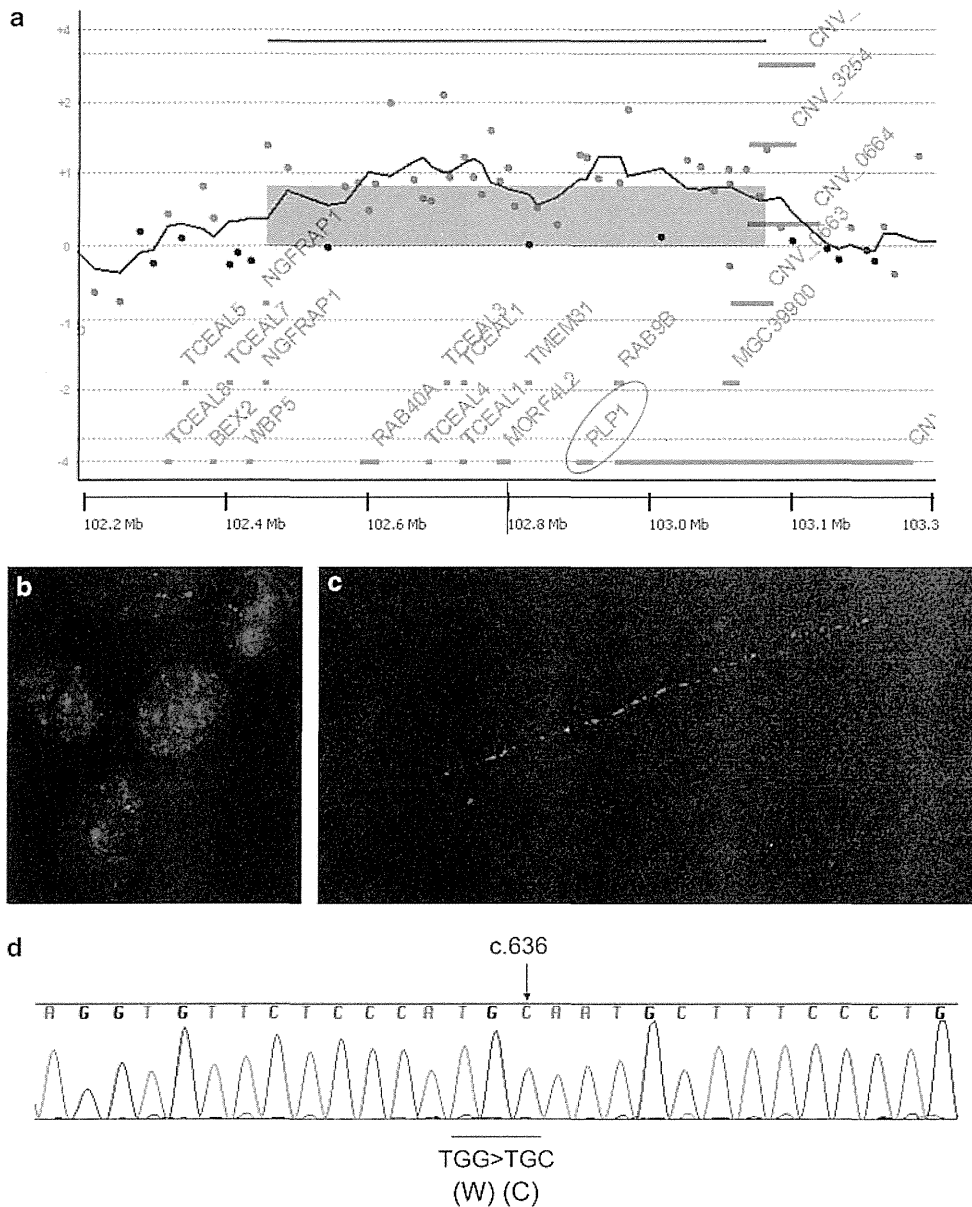 a
+4
CNV_
+2
CNV_3254
+1
CNV_0664
0
NGFRAP1
CNV_0663
-1
TCEAL5
TCEAL7
NGFRAP1
TCEAL3
TCEAL1
TMEM31
RAB9B
MGC39900
-2
TCEAL8
BEX2
WBP5
RAB40A
TCEAL4
TCEAL1
MORF4L2
PLP1
CNV
-4
102.2 Mb 102.4 Mb 102.6 Mb 102.8 Mb 103.0 Mb 103.1 Mb 103.3
b
c
d
c.636
A G G T G T T C T C C C A T G C A A T G C T T T C C C T G
TGG>TGC
(W) (C)